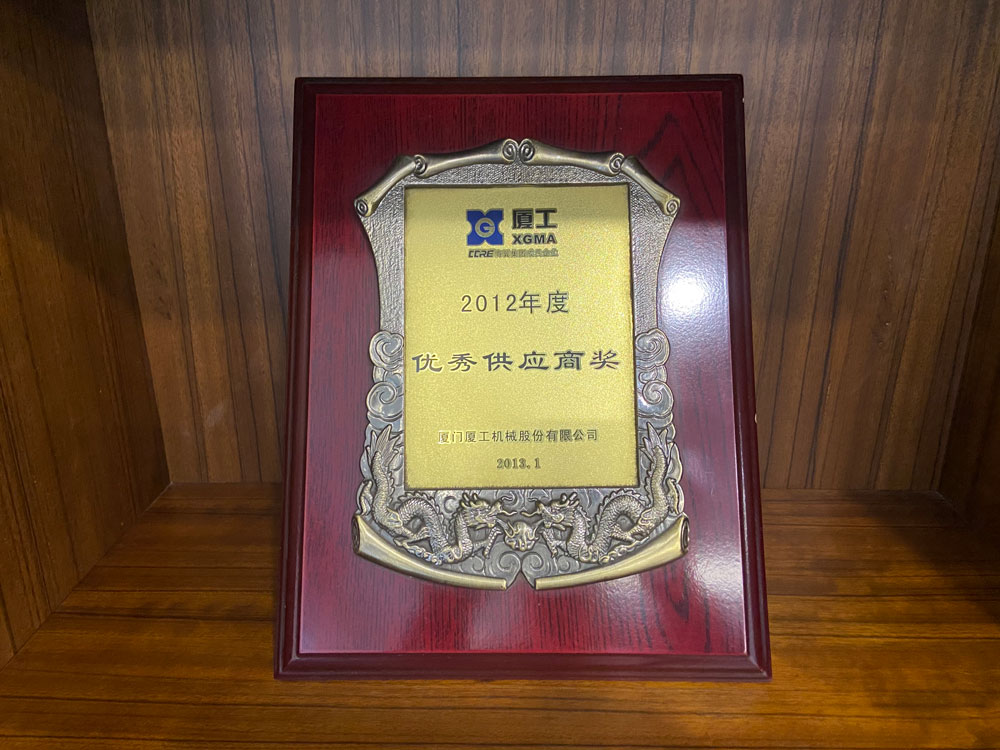 厦工
XGMA
2012年度
优秀供应商奖
厦门厦工机械股份有限公司
2013.1